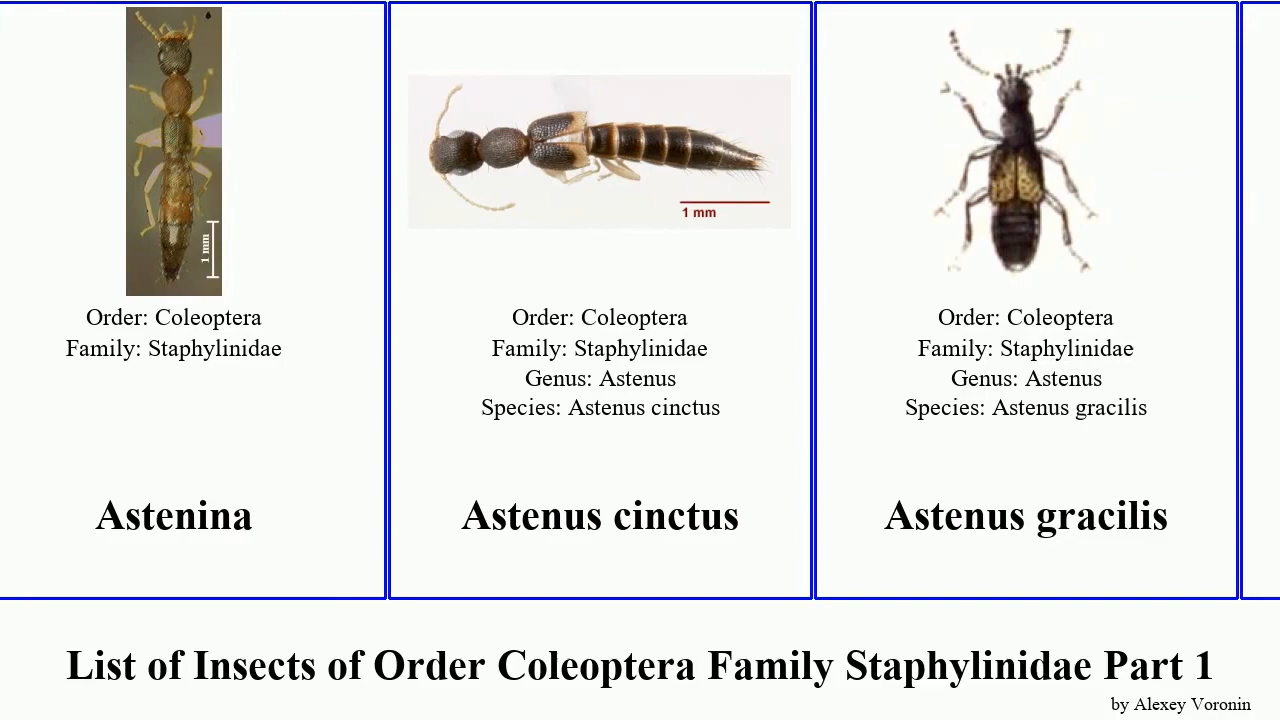 1 mm
Order: Coleoptera
Family: Staphylinidae
Astenina
1 mm
Order: Coleoptera
Family: Staphylinidae
Genus: Astenus
Species: Astenus cinctus
Astenus cinctus
Order: Coleoptera
Family: Staphylinidae
Genus: Astenus
Species: Astenus gracilis
Astenus gracilis
List of Insects of Order Coleoptera Family Staphylinidae Part 1
by Alexey Voronin